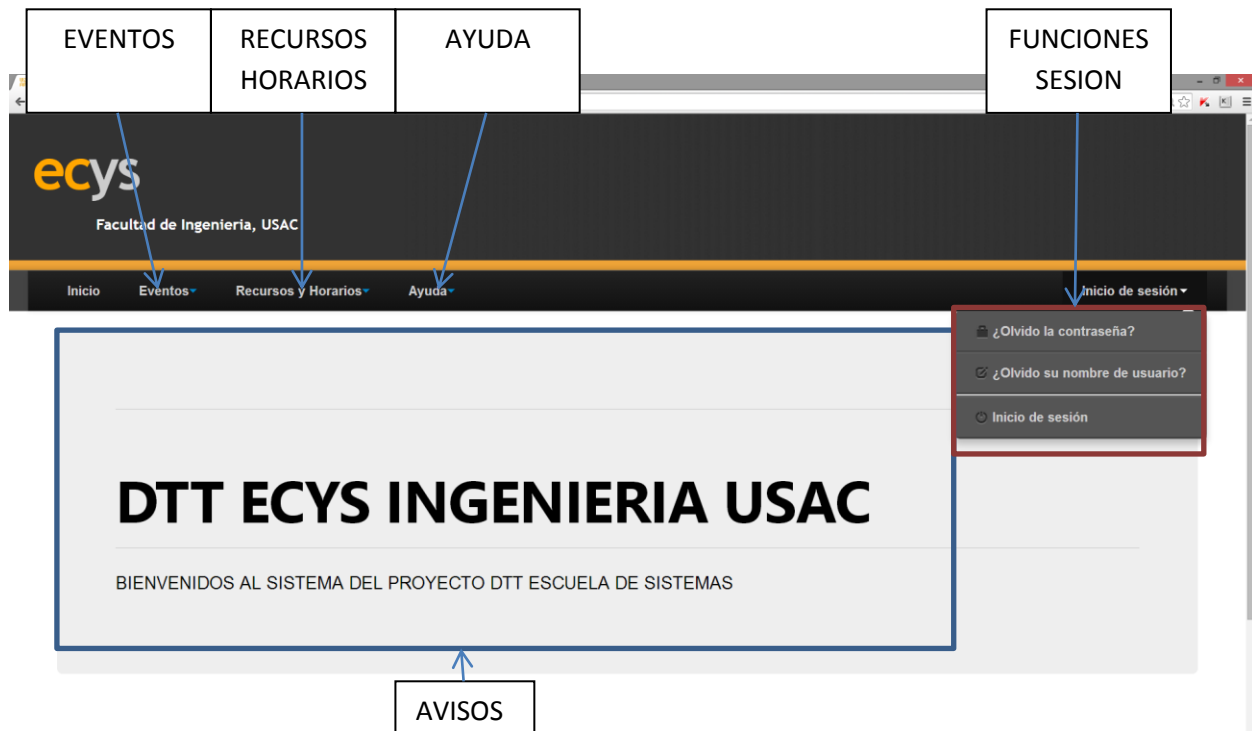 EVENTOS
RECURSOS
HORARIOS
AYUDA
FUNCIONES
SESION
ecys
Facultad de Ingenieria, USAC
Inicio
Eventos
Recursos y Horarios
Ayuda
Inicio de sesión
¿Olvido la contraseña?
¿Olvido su nombre de usuario?
Inicio de sesión
DTT ECYS INGENIERIA USAC
BIENVENIDOS AL SISTEMA DEL PROYECTO DTT ESCUELA DE SISTEMAS
AVISOS